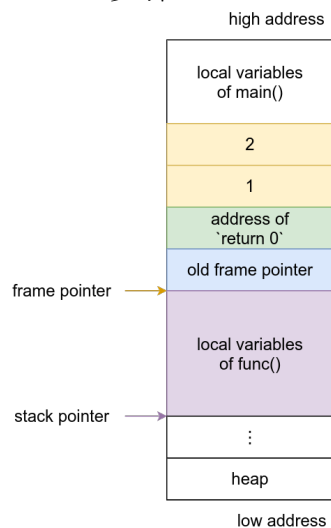 high address
local variables
of main()
2
1
address of
`return 0`
old frame pointer
frame pointer
local variables
of func()
stack pointer
⋮
heap
low address